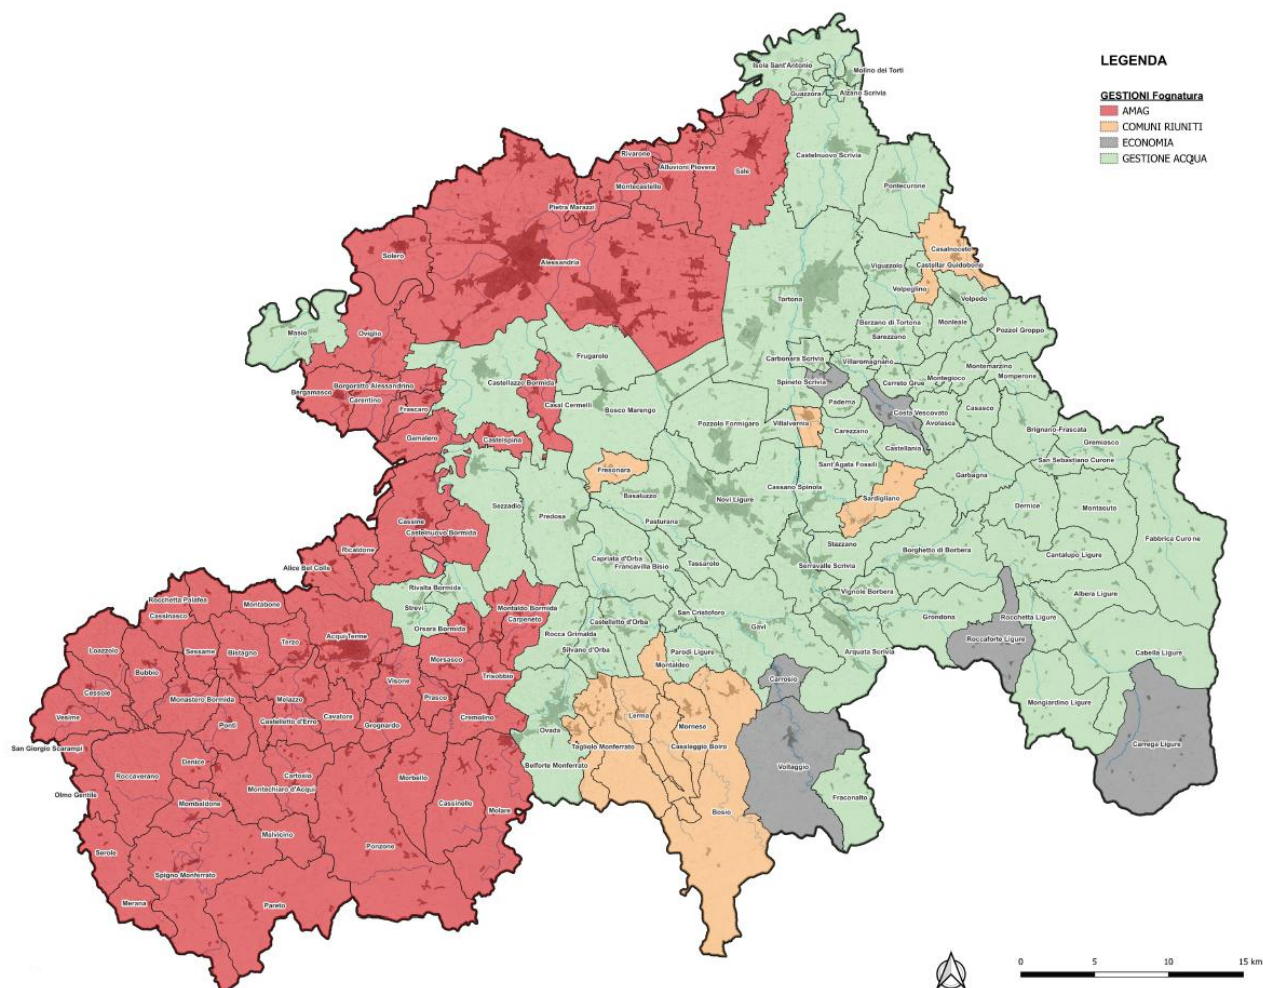 LEGENDA
GESTIONI Fognatura
AMAG
COMUNI RIUNITI
ECONOMIA
GESTIONE ACQUA
Isola Sant'Antonio
Molino dei Torti
Guazzora
Alzano Scrivia
Castelnuovo Scrivia
Rivarone
Alluvioni Piovera
Sale
Montecastello
Pontecurone
Pietra Marazzi
Solero
Alessandria
Casalnoceto
Castellar Guidobono
Viguzzolo
Volpeglino
Volpedo
Tortona
Masio
Oviglio
Berzano di Tortona
Monleale
Pozzol Groppo
Sarezzano
Frugarolo
Carbonara Scrivia
Villaromagnano
Montemarzino
Momperone
Spineto Scrivia
Carreto Grue
Montegioco
Castellazzo Bormida
Borgoratto Alessandrino
Bergamasco
Carentino
Frascaro
Casal Cermelli
Bosco Marengo
Paderna
Costa Vescovato
Avolasca
Casasco
Pozzolo Formigaro
Villalvernia
Carezzano
Castellania
Brignano-Frascata
Gremiasco
San Sebastiano Curone
Gamalero
Castelspina
Fresonara
Sant'Agata Fossili
Garbagna
Cassano Spinola
Sardigliano
Basaluzzo
Novi Ligure
Sezzadio
Predosa
Dernice
Montacuto
Cassine
Castelnuovo Bormida
Pasturana
Fabbrica Curone
Stazzano
Borghetto di Borbera
Cantalupo Ligure
Ricaldone
Alice Bel Colle
Capriata d'Orba
Francavilla Bisio
Tassarolo
Serravalle Scrivia
Vignole Borbera
Albera Ligure
Rivalta Bormida
Strevi
Rocchetta Palafea
Cassinasco
Montabone
Montaldo Bormida
Carpeneto
Castelletto d'Orba
San Cristoforo
Gavi
Grondona
Rocchetta Ligure
Roccaforte Ligure
Orsara Bormida
Rocca Grimalda
Silvano d'Orba
Parodi Ligure
Montaldeo
Arquata Scrivia
Cabella Ligure
Loazzolo
Sessame
Bistagno
Terzo
Acqui Terme
Bubbio
Morsasco
Trisobbio
Visone
Carrosio
Cessole
Monastero Bormida
Melazzo
Prasco
Mongiardino Ligure
Vesime
Ponti
Castelletto d'Erro
Cavatore
Grognardo
Cremolino
Lerma
Mornese
Ovada
Tagliolo Monferrato
Casaleggio Boiro
Carrega Ligure
San Giorgio Scarampi
Belforte Monferrato
Voltaggio
Roccaverano
Denice
Cartosio
Morbello
Montechiaro d'Acqui
Olmo Gentile
Mombaldone
Cassinelle
Molare
Bosio
Fraconalto
Malvicino
Ponzone
Serole
Spigno Monferrato
Merana
Pareto
0 5 10 15 km